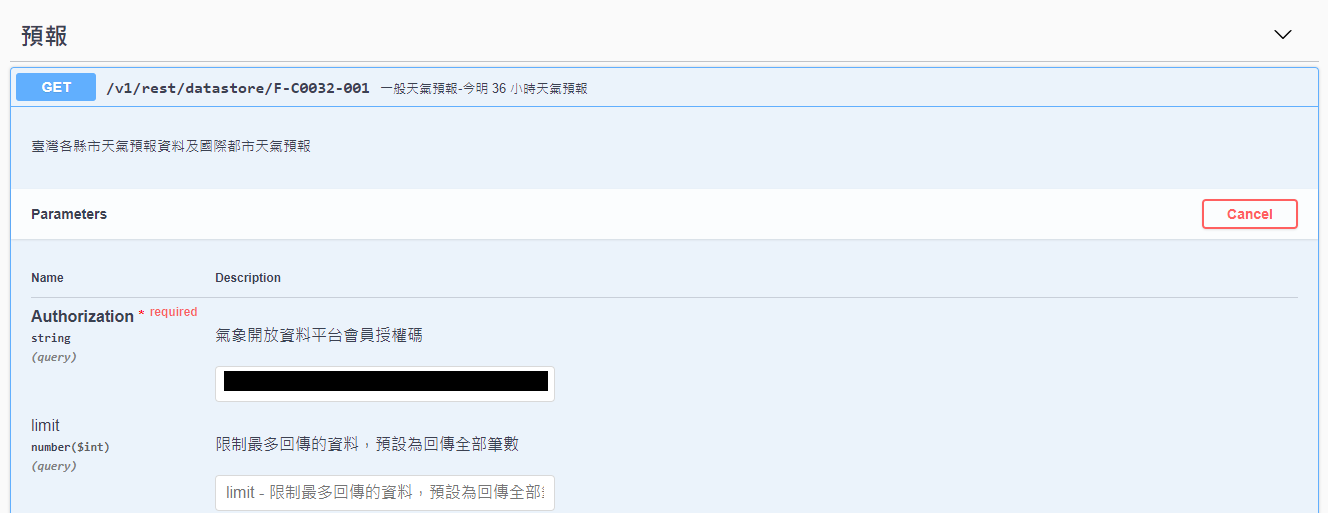 預報
GET /v1/rest/datastore/F-C0032-001 一般天氣預報-今明 36 小時天氣預報
臺灣各縣市天氣預報資料及國際都市天氣預報
Parameters Cancel
Name Description
Authorization * required
string
(query)
氣象開放資料平台會員授權碼
limit
number($int)
(query)
限制最多回傳的資料，預設為回傳全部筆數
limit - 限制最多回傳的資料，預設為回傳全部